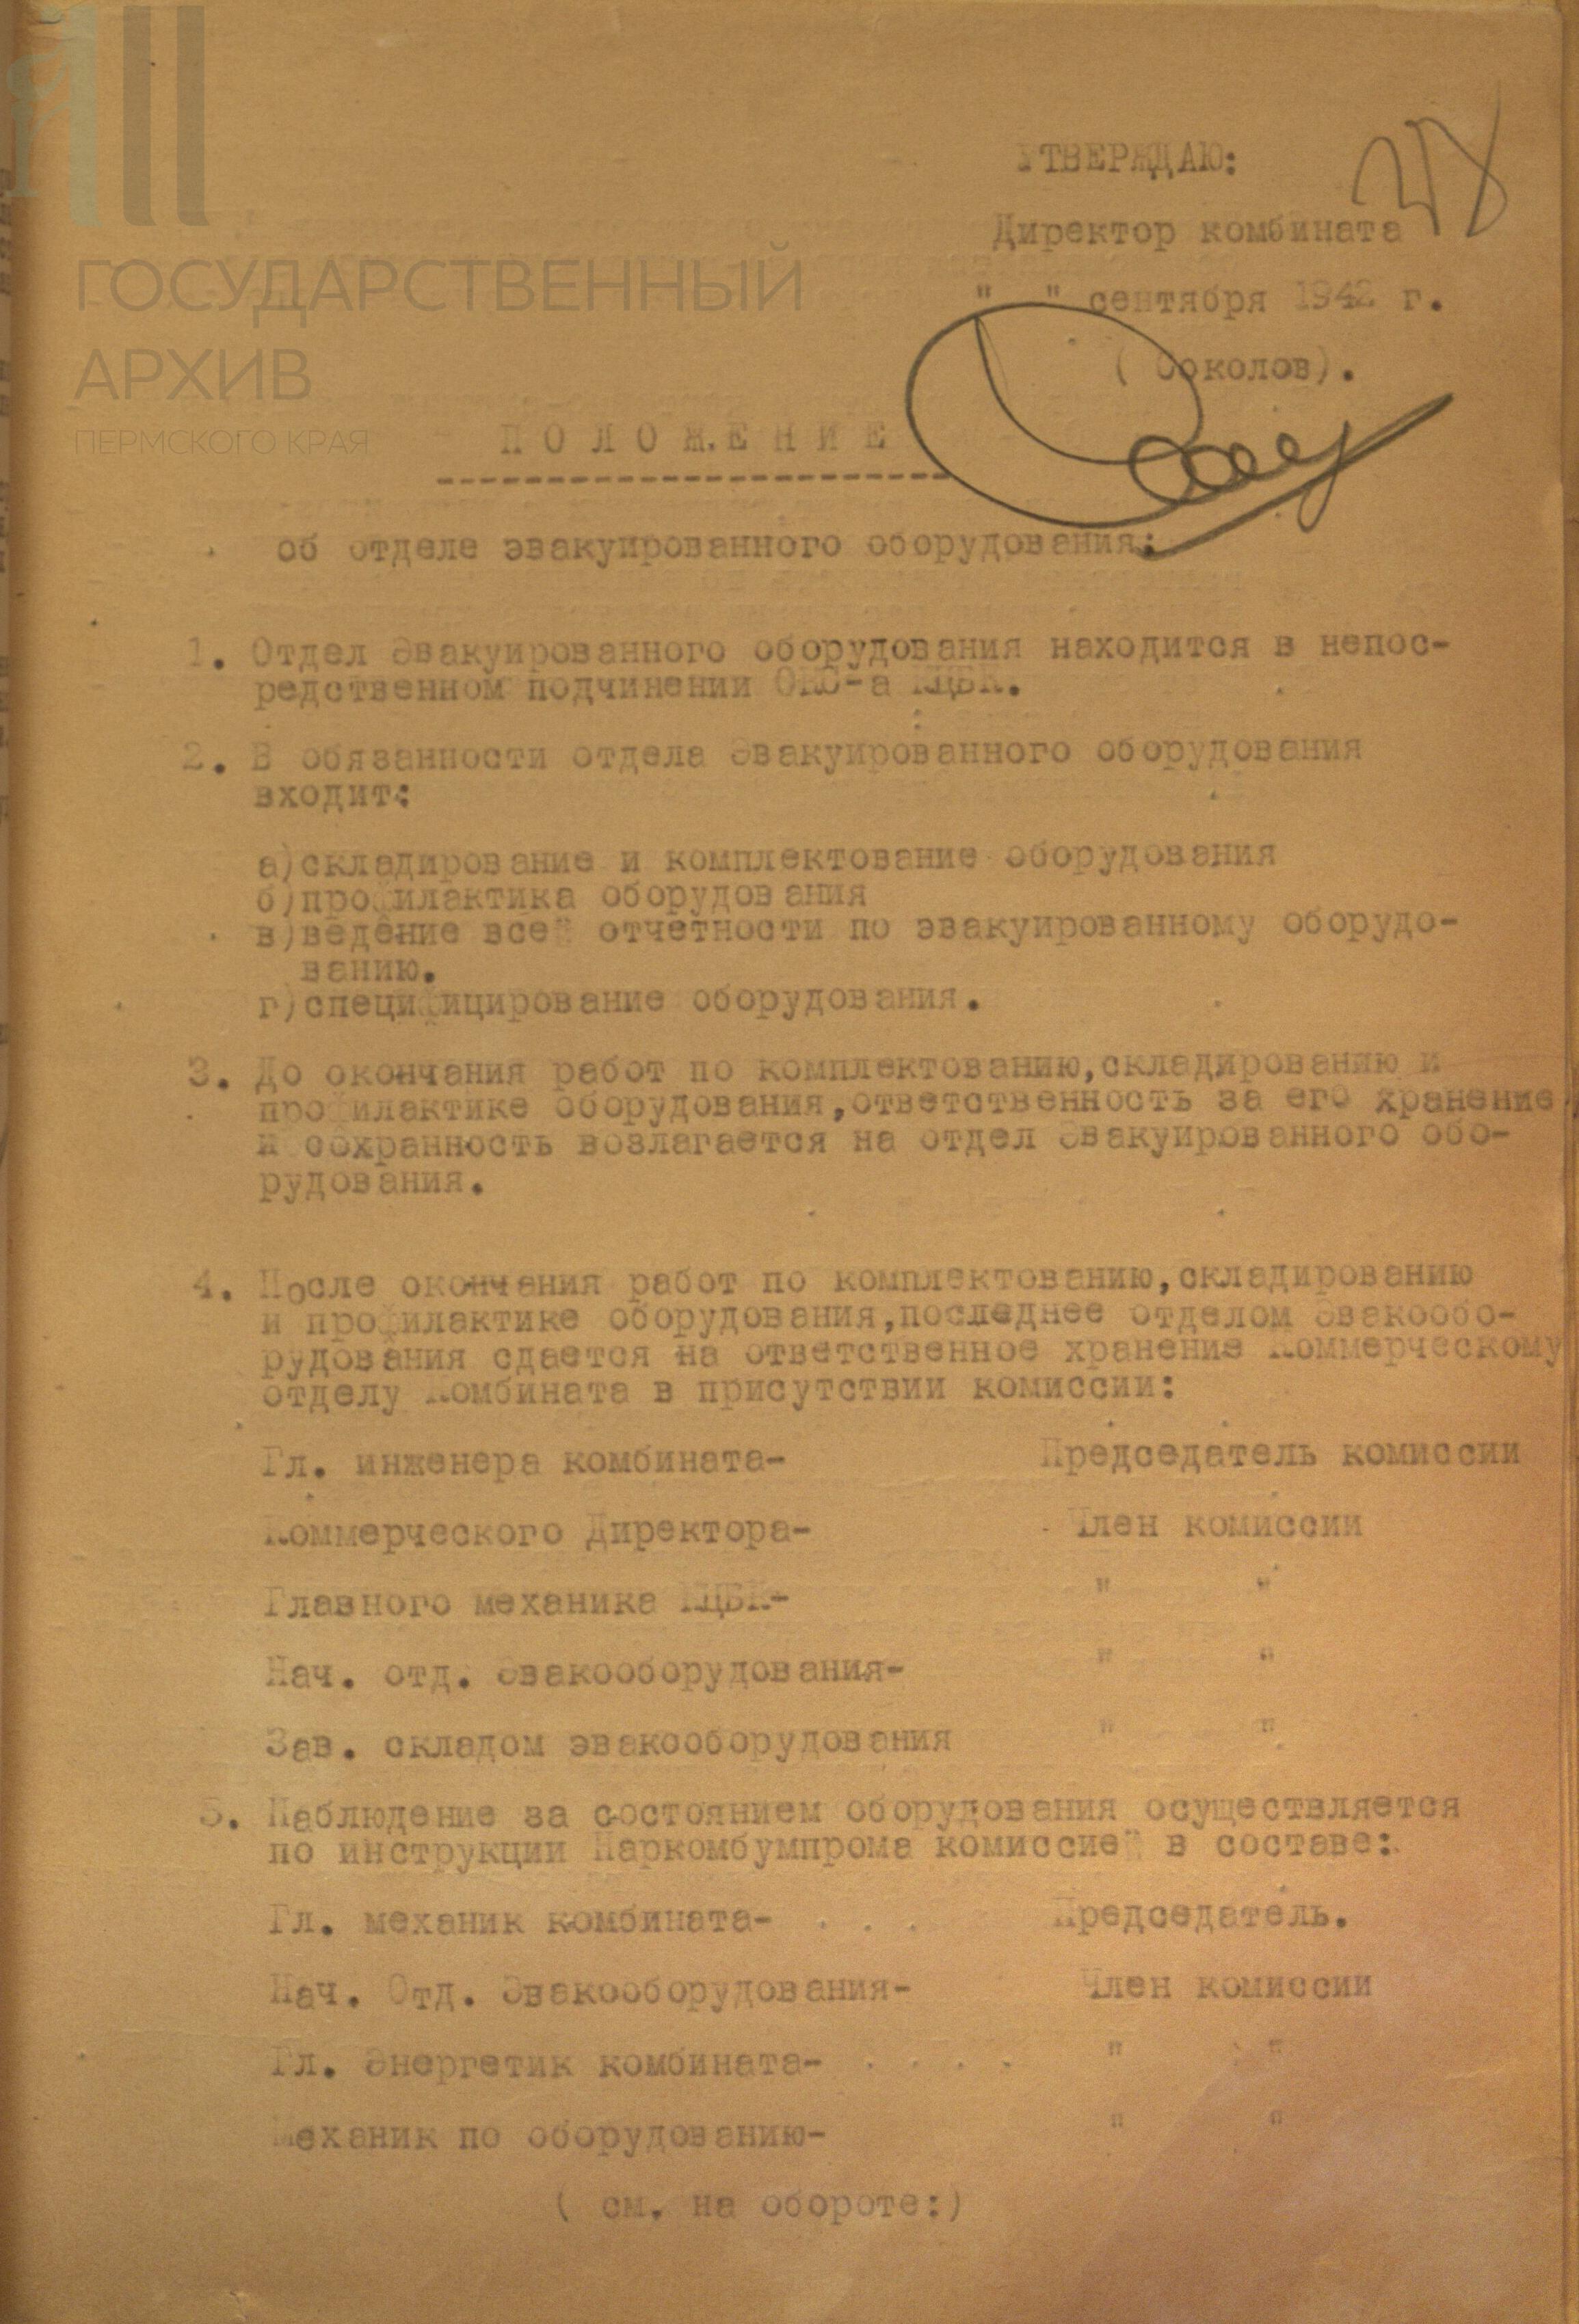 УТВЕРЖДАЮ:
Директор комбината
" " сентября 1942 г.
( Соколов).
ГОСУДАРСТВЕННЫЙ
АРХИВ
ПЕРМСКОГО КРАЯ
ПОЛОЖЕНИЕ
об отделе эвакуированного оборудования:
1. Отдел Эвакуированного оборудования находится в непос-
редственном подчинении ОКС-а КЦБК.
2. В обязанности отдела Эвакуированного оборудования
входит:
а)складирование и комплектование оборудования
б)профилактика оборудования
в)ведение всей отчетности по эвакуированному оборудо-
ванию.
г)специфицирование оборудования.
3. До окончания работ по комплектованию,складированию и
профилактике оборудования,ответственность за его хранение
и сохранность возлагается на отдел Эвакуированного обо-
рудования.
4. После окончания работ по комплектованию,складированию
и профилактике оборудования,последнее отделом Эвакообо-
рудования сдается на ответственное хранение Коммерческому
отделу Комбината в присутствии комиссии:
Гл. инженера комбината- Председатель комиссии
Коммерческого Директора- Член комиссии
Главного механика КЦБК- " "
Нач. отд. Эвакооборудования- " "
Зав. складом эвакооборудования " "
5. Наблюдение за состоянием оборудования осуществляется
по инструкции Наркомбумпрома комиссией в составе:
Гл. механик комбината- . . . Председатель.
Нач. Отд. Эвакооборудования- Член комиссии
Гл. Энергетик комбината- . . . . " "
Механик по оборудованию- " "
( см. на обороте:)